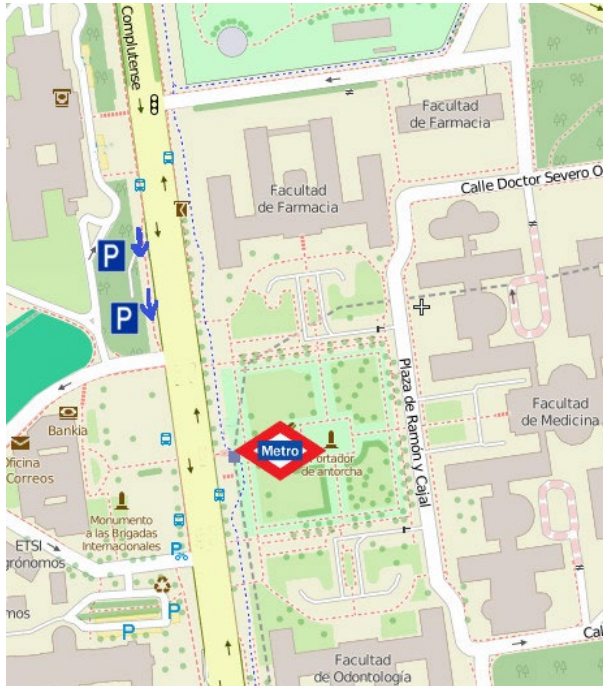 Complutense
Facultad
de Farmacia
Facultad
de Farmacia
Calle Doctor Severo O
P
P
Plaza de Ramón y Cajal
Facultad
de Medicina
Bankia
Metro
Portador
de antorcha
Oficina
Correos
Monumento
a las Brigadas
Internacionales
P
ETSI
grónomos
mos
P
P
Cal
Facultad
de Odontología